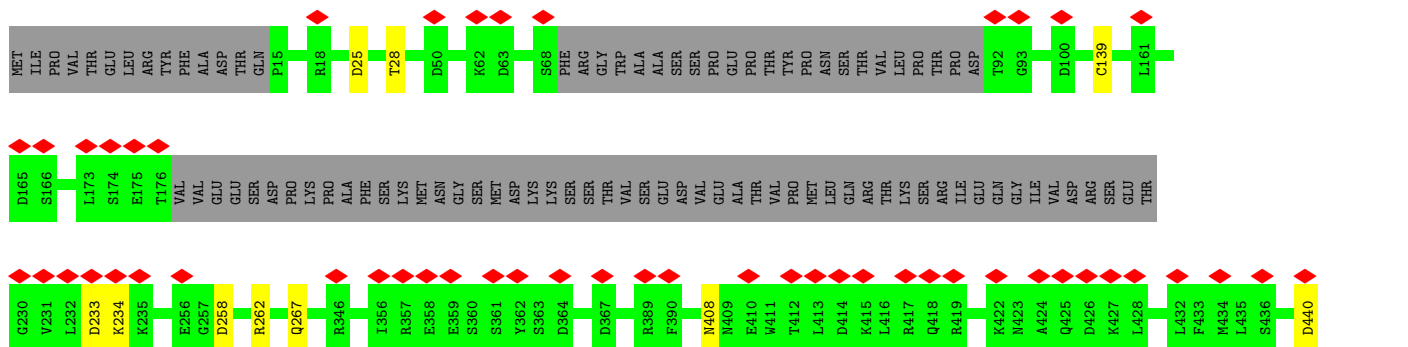 MET ILE PRO VAL THR GLU LEU ARG TYR PHE ALA ASP THR GLN P15 R18 D25 T28 D50 K62 D63 S68 PHE ARG GLY TRP ALA ALA SER SER PRO GLU PRO THR TYR PRO ASN SER THR VAL LEU PRO THR PRO ASP T92 G93 D100 C139 L161
D165 S166 L173 S174 E175 T176 VAL VAL GLU GLU SER ASP PRO LYS PRO ALA PHE SER LYS MET ASN GLY SER MET ASP LYS LYS SER SER THR VAL SER GLU ASP VAL GLU ALA THR VAL PRO MET LEU GLN ARG THR LYS SER ARG ILE GLU GLN GLY ILE VAL ASP ARG SER GLU THR
G230 V231 L232 D233 K234 K235 E256 G257 D258 R262 Q267 R346 I356 R357 E358 E359 S360 S361 Y362 S363 D364 D367 R389 F390 N408 N409 E410 W411 T412 L413 D414 K415 L416 R417 Q418 R419 K422 N423 A424 Q425 D426 K427 L428 L432 F433 M434 L435 S436 D440